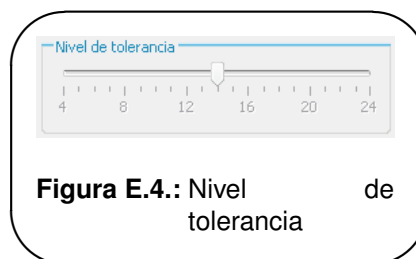 Nivel de tolerancia
4 8 12 16 20 24
Figura E.4.: Nivel de
tolerancia